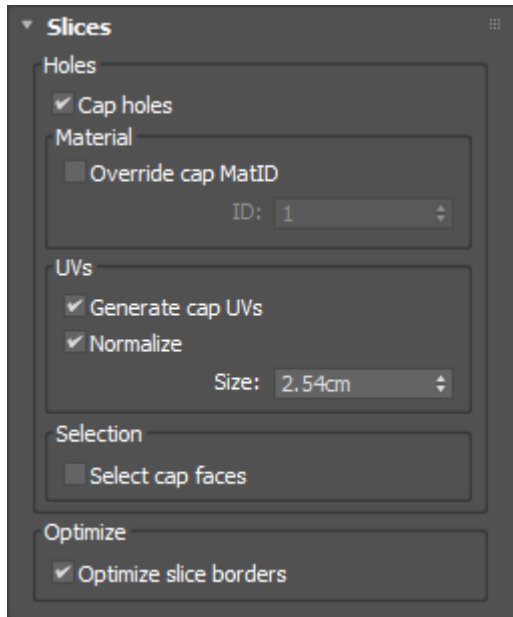 Slices
Holes
Cap holes
Material
Override cap MatID
ID: 1
UVs
Generate cap UVs
Normalize
Size: 2.54cm
Selection
Select cap faces
Optimize
Optimize slice borders